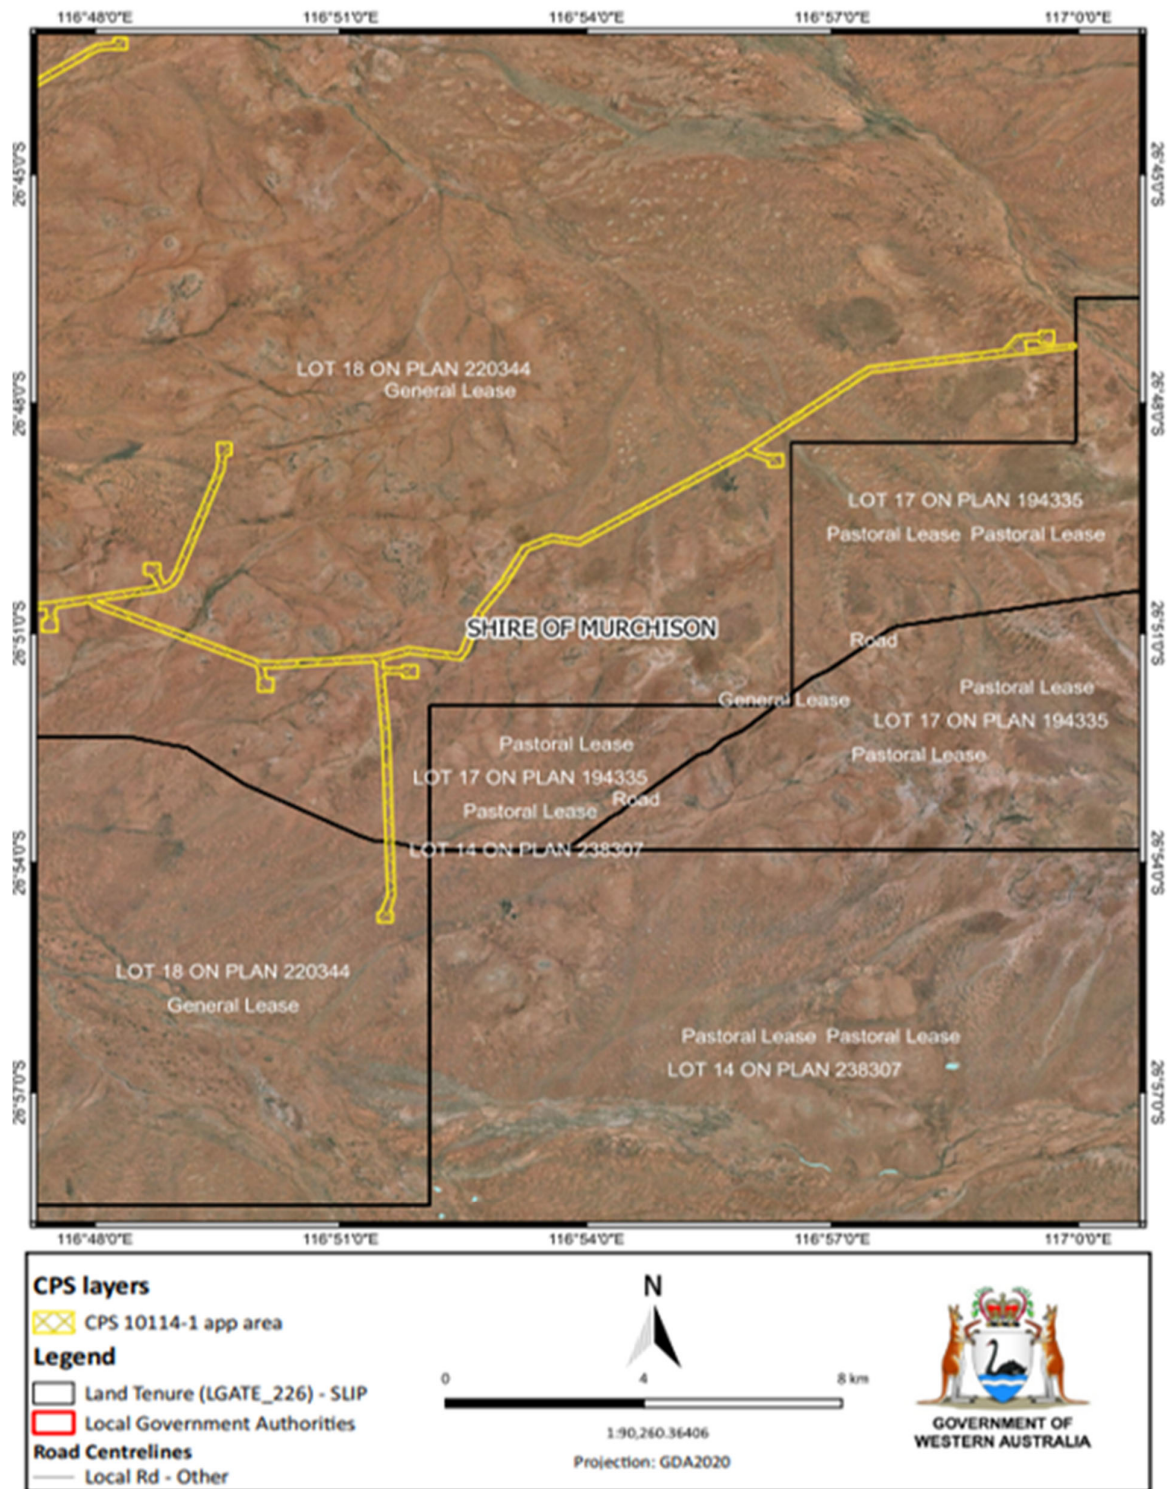 116°48'0"E 116°51'0"E 116°54'0"E 116°57'0"E 117°0'0"E
26°45'0"S
26°45'0"S
LOT 18 ON PLAN 220344
General Lease
26°48'0"S
26°48'0"S
LOT 17 ON PLAN 194335
Pastoral Lease Pastoral Lease
26°51'0"S
SHIRE OF MURCHISON
26°51'0"S
Road
Pastoral Lease
General Lease
LOT 17 ON PLAN 194335
Pastoral Lease
Pastoral Lease
LOT 17 ON PLAN 194335
Road
Pastoral Lease
LOT 14 ON PLAN 238307
26°54'0"S
26°54'0"S
LOT 18 ON PLAN 220344
General Lease
Pastoral Lease Pastoral Lease
LOT 14 ON PLAN 238307
26°57'0"S
26°57'0"S
116°48'0"E 116°51'0"E 116°54'0"E 116°57'0"E 117°0'0"E
CPS layers
CPS 10114-1 app area
Legend
Land Tenure (LGATE_226) - SLIP
Local Government Authorities
Road Centrelines
Local Rd - Other
N
0 4 8 km
1:90,260.36406
Projection: GDA2020
GOVERNMENT OF
WESTERN AUSTRALIA